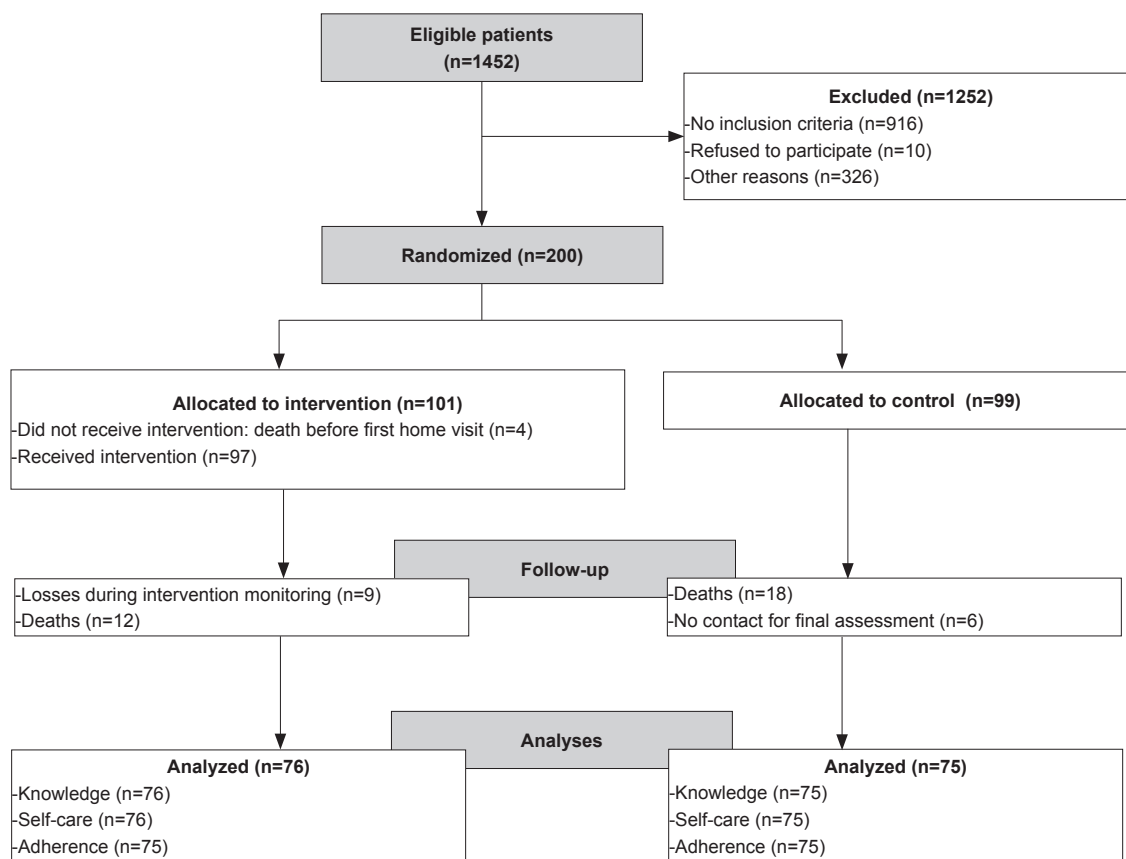 Eligible patients
(n=1452)
Excluded (n=1252)
-No inclusion criteria (n=916)
-Refused to participate (n=10)
-Other reasons (n=326)
Randomized (n=200)
Allocated to intervention (n=101)
-Did not receive intervention: death before first home visit (n=4)
-Received intervention (n=97)
Allocated to control (n=99)
Follow-up
-Losses during intervention monitoring (n=9)
-Deaths (n=12)
-Deaths (n=18)
-No contact for final assessment (n=6)
Analyses
Analyzed (n=76)
-Knowledge (n=76)
-Self-care (n=76)
-Adherence (n=75)
Analyzed (n=75)
-Knowledge (n=75)
-Self-care (n=75)
-Adherence (n=75)